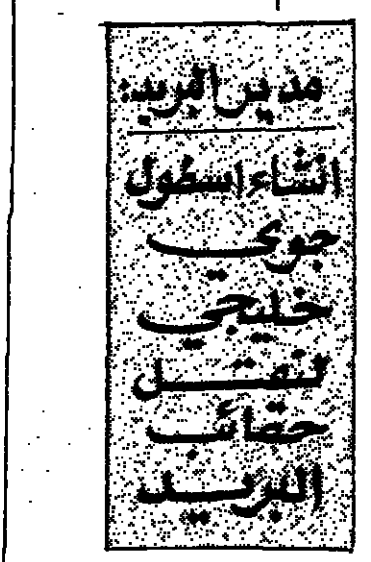 مدير البريد:
انشاء اسطول
جوي
خليجي
لنقل
حقائب
البريد